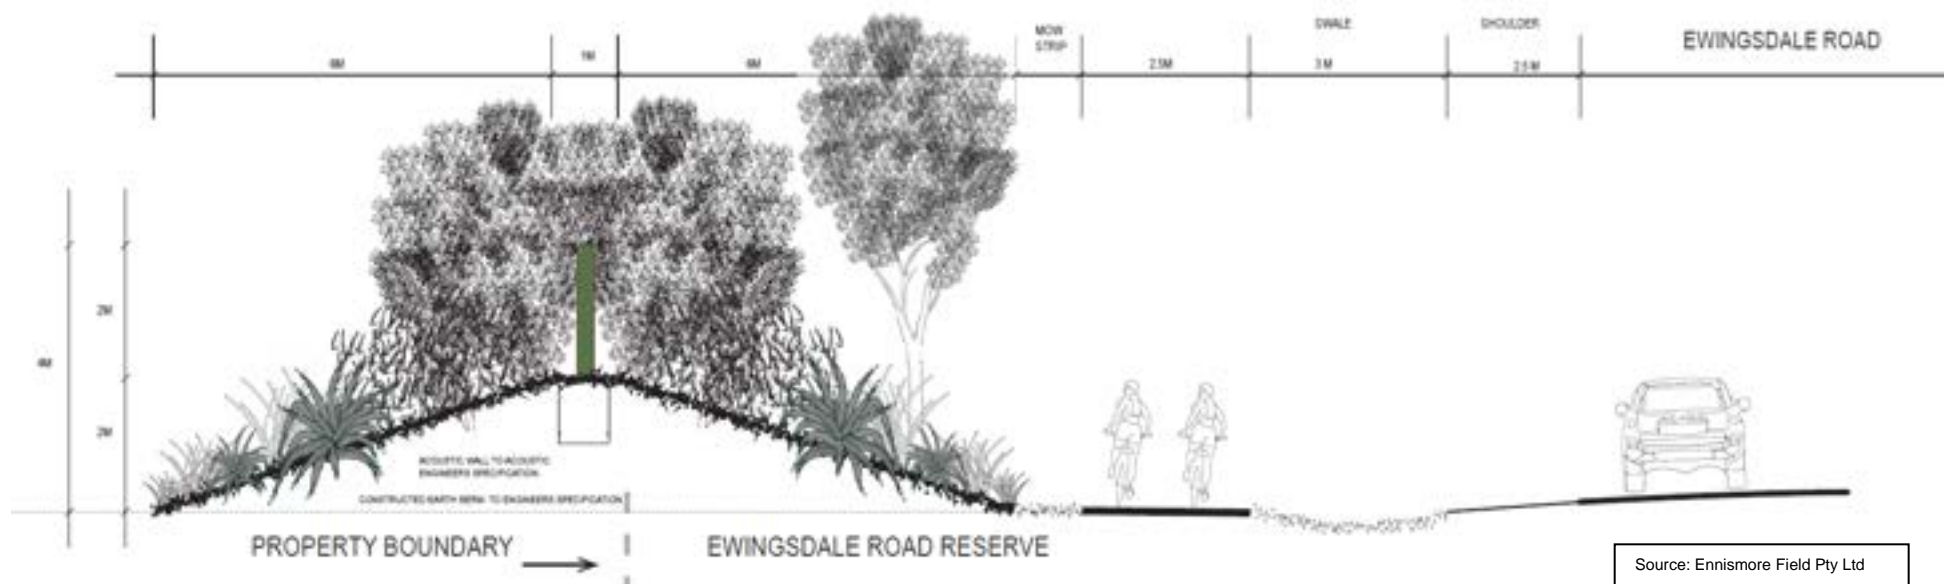 MOW
STRIP
SWALE
SHOULDER
EWINGSDALE ROAD
6M
1M
6M
2.5M
3 M
2.5 M
2M
4M
2M
ACOUSTIC WALL TO ACOUSTIC
ENGINEERS SPECIFICATION
CONSTRUCTED EARTH BERM TO ENGINEERS SPECIFICATION
PROPERTY BOUNDARY
EWINGSDALE ROAD RESERVE
Source: Ennismore Field Pty Ltd